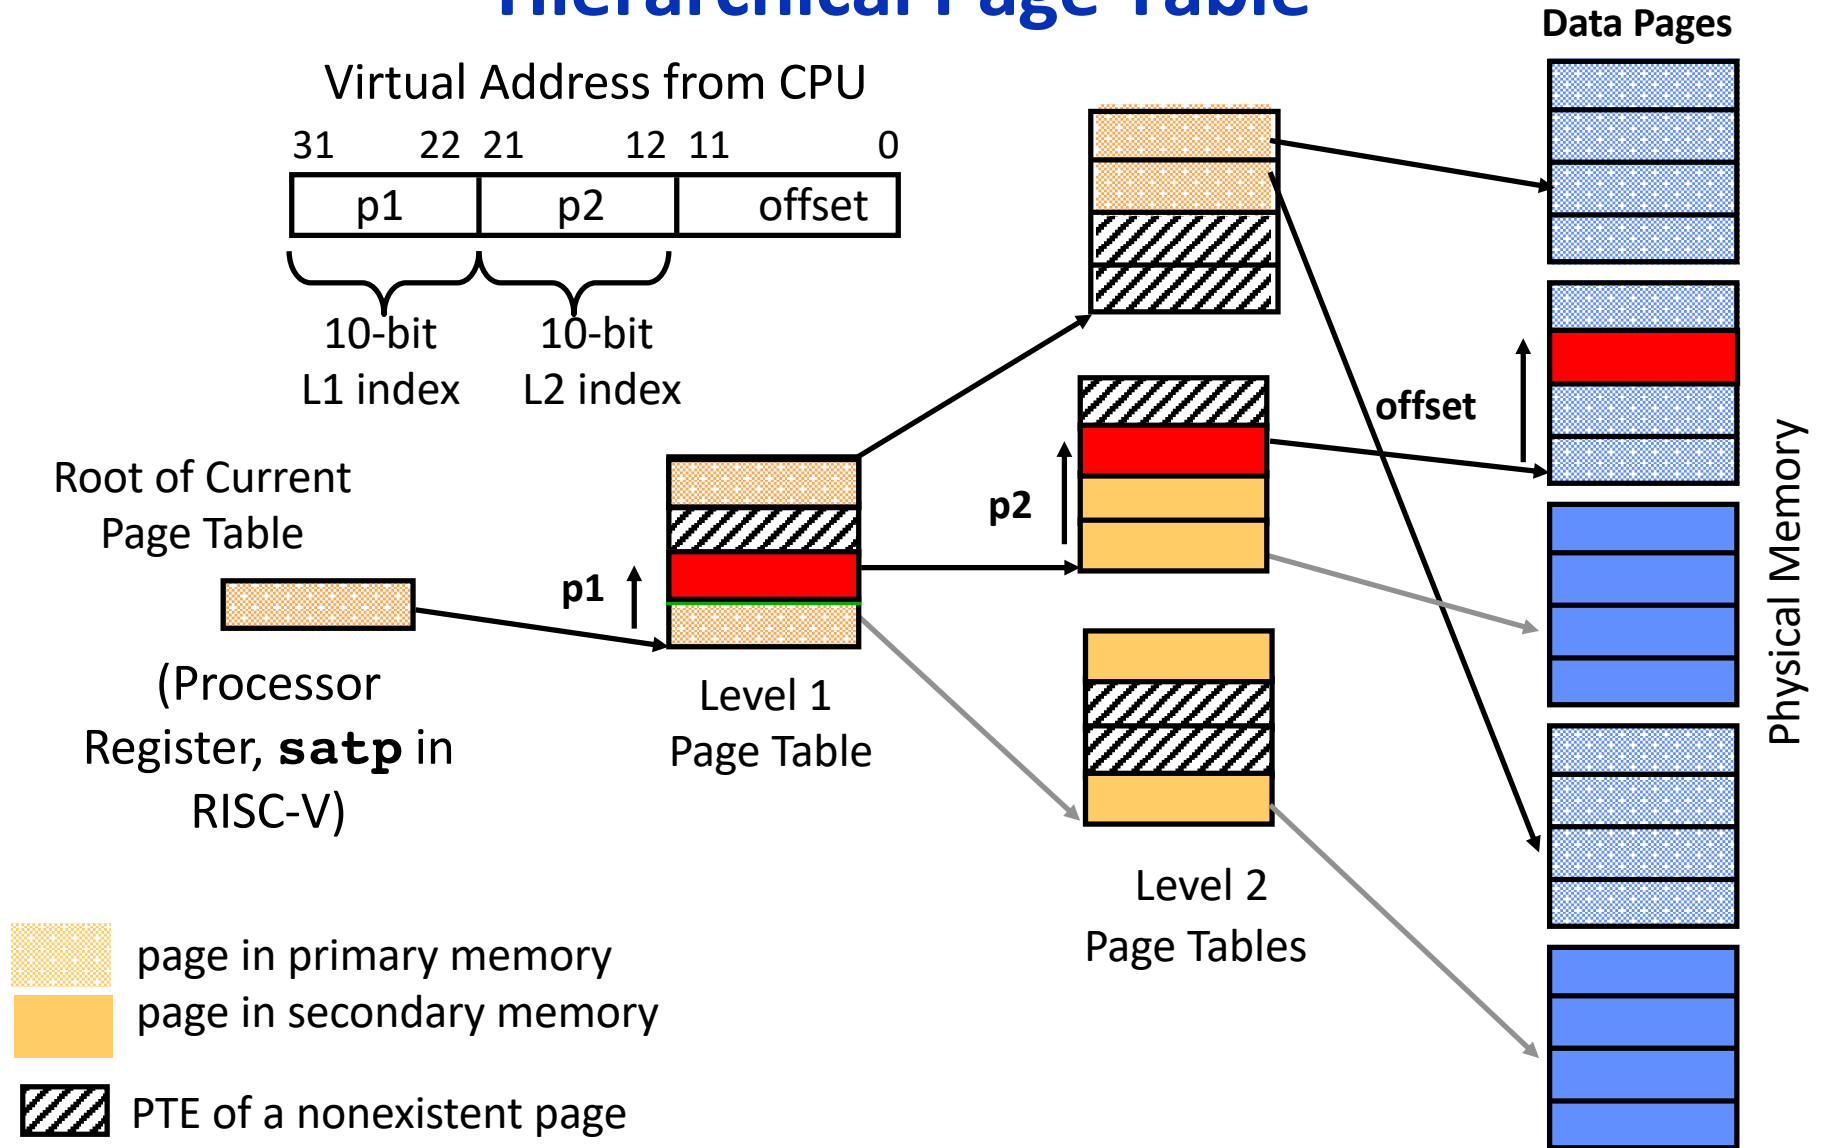 Hierarchical Page Table
Data Pages
Virtual Address from CPU
31 22 21 12 11 0
p1 p2 offset
10-bit
L1 index
10-bit
L2 index
Root of Current
Page Table
(Processor
Register, satp in
RISC-V)
p1
Level 1
Page Table
p2
Level 2
Page Tables
offset
Physical Memory
page in primary memory
page in secondary memory
PTE of a nonexistent page